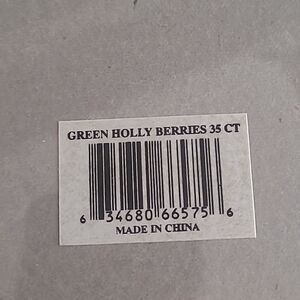 GREEN HOLLY BERRIES 35 CT
6 34680 66575 6
MADE IN CHINA